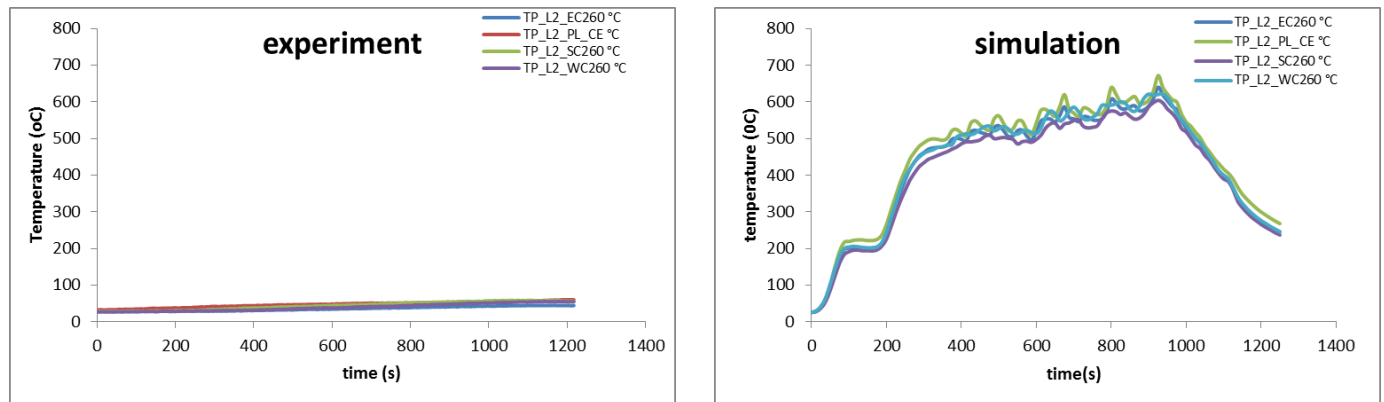 experiment
TP_L2_EC260 °C
TP_L2_PL_CE °C
TP_L2_SC260 °C
TP_L2_WC260 °C
Temperature (oC)
800
700
600
500
400
300
200
100
0
0 200 400 600 800 1000 1200 1400
time (s)
simulation
TP_L2_EC260 °C
TP_L2_PL_CE °C
TP_L2_SC260 °C
TP_L2_WC260 °C
temperature (0C)
800
700
600
500
400
300
200
100
0
0 200 400 600 800 1000 1200 1400
time(s)